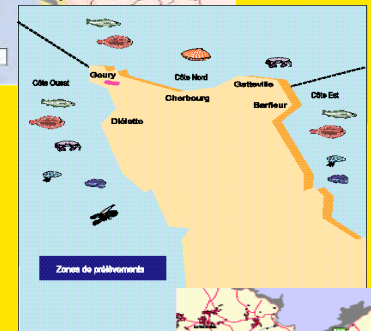 Goury
Côte Nord
Gatteville
Côte Ouest
Côte Est
Cherbourg
Barfleur
Diélette
Zones de prélèvements